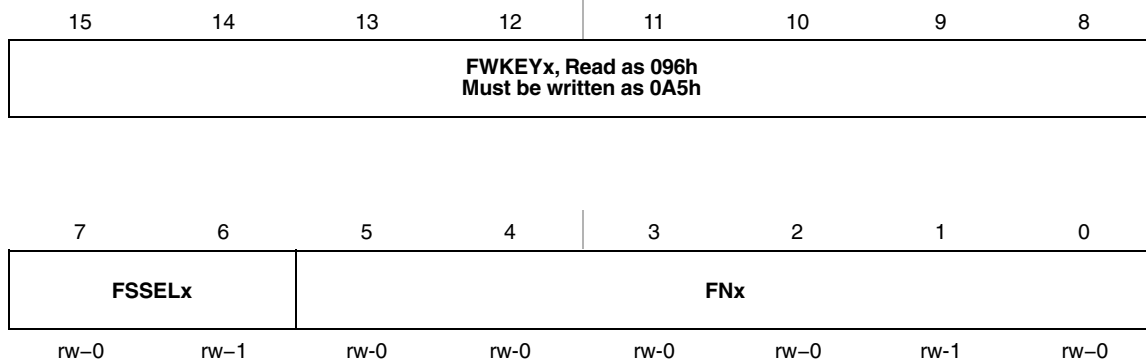 15 14 13 12 11 10 9 8
FWKEYx, Read as 096h
Must be written as 0A5h
7 6 5 4 3 2 1 0
FSSELx FNx
rw−0 rw−1 rw-0 rw-0 rw-0 rw−0 rw-1 rw−0